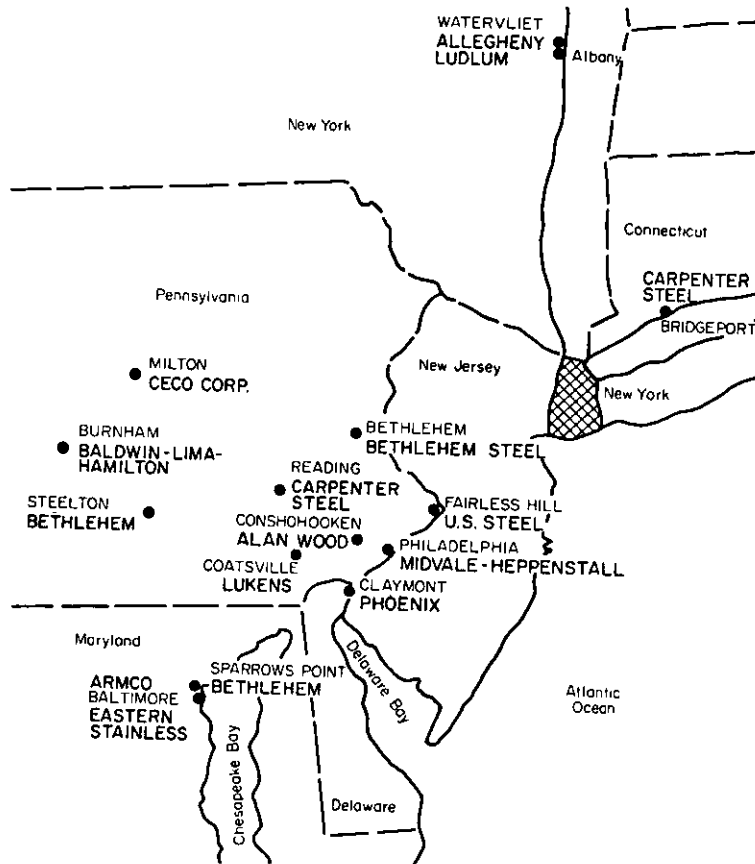 WATERVLIET
ALLEGHENY
LUDLUM
Albany
New York
Connecticut
CARPENTER
STEEL
BRIDGEPORT
Pennsylvania
MILTON
CECO CORP.
New Jersey
New York
BURNHAM
BALDWIN-LIMA-
HAMILTON
BETHLEHEM
BETHLEHEM STEEL
READING
CARPENTER
STEEL
STEELTON
BETHLEHEM
FAIRLESS HILL
U.S. STEEL
CONSHOHOOKEN
ALAN WOOD
PHILADELPHIA
MIDVALE-HEPPENSTALL
COATSVILLE
LUKENS
CLAYMONT
PHOENIX
Maryland
SPARROWS POINT
BETHLEHEM
ARMCO
BALTIMORE
EASTERN
STAINLESS
Delaware Bay
Atlantic
Ocean
Chesapeake Bay
Delaware